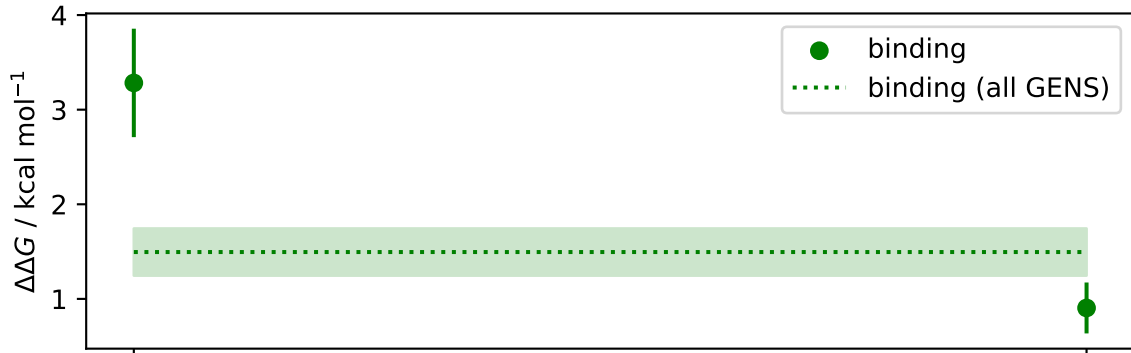 4
3
2
1
ΔΔG / kcal mol⁻¹
binding
binding (all GENS)